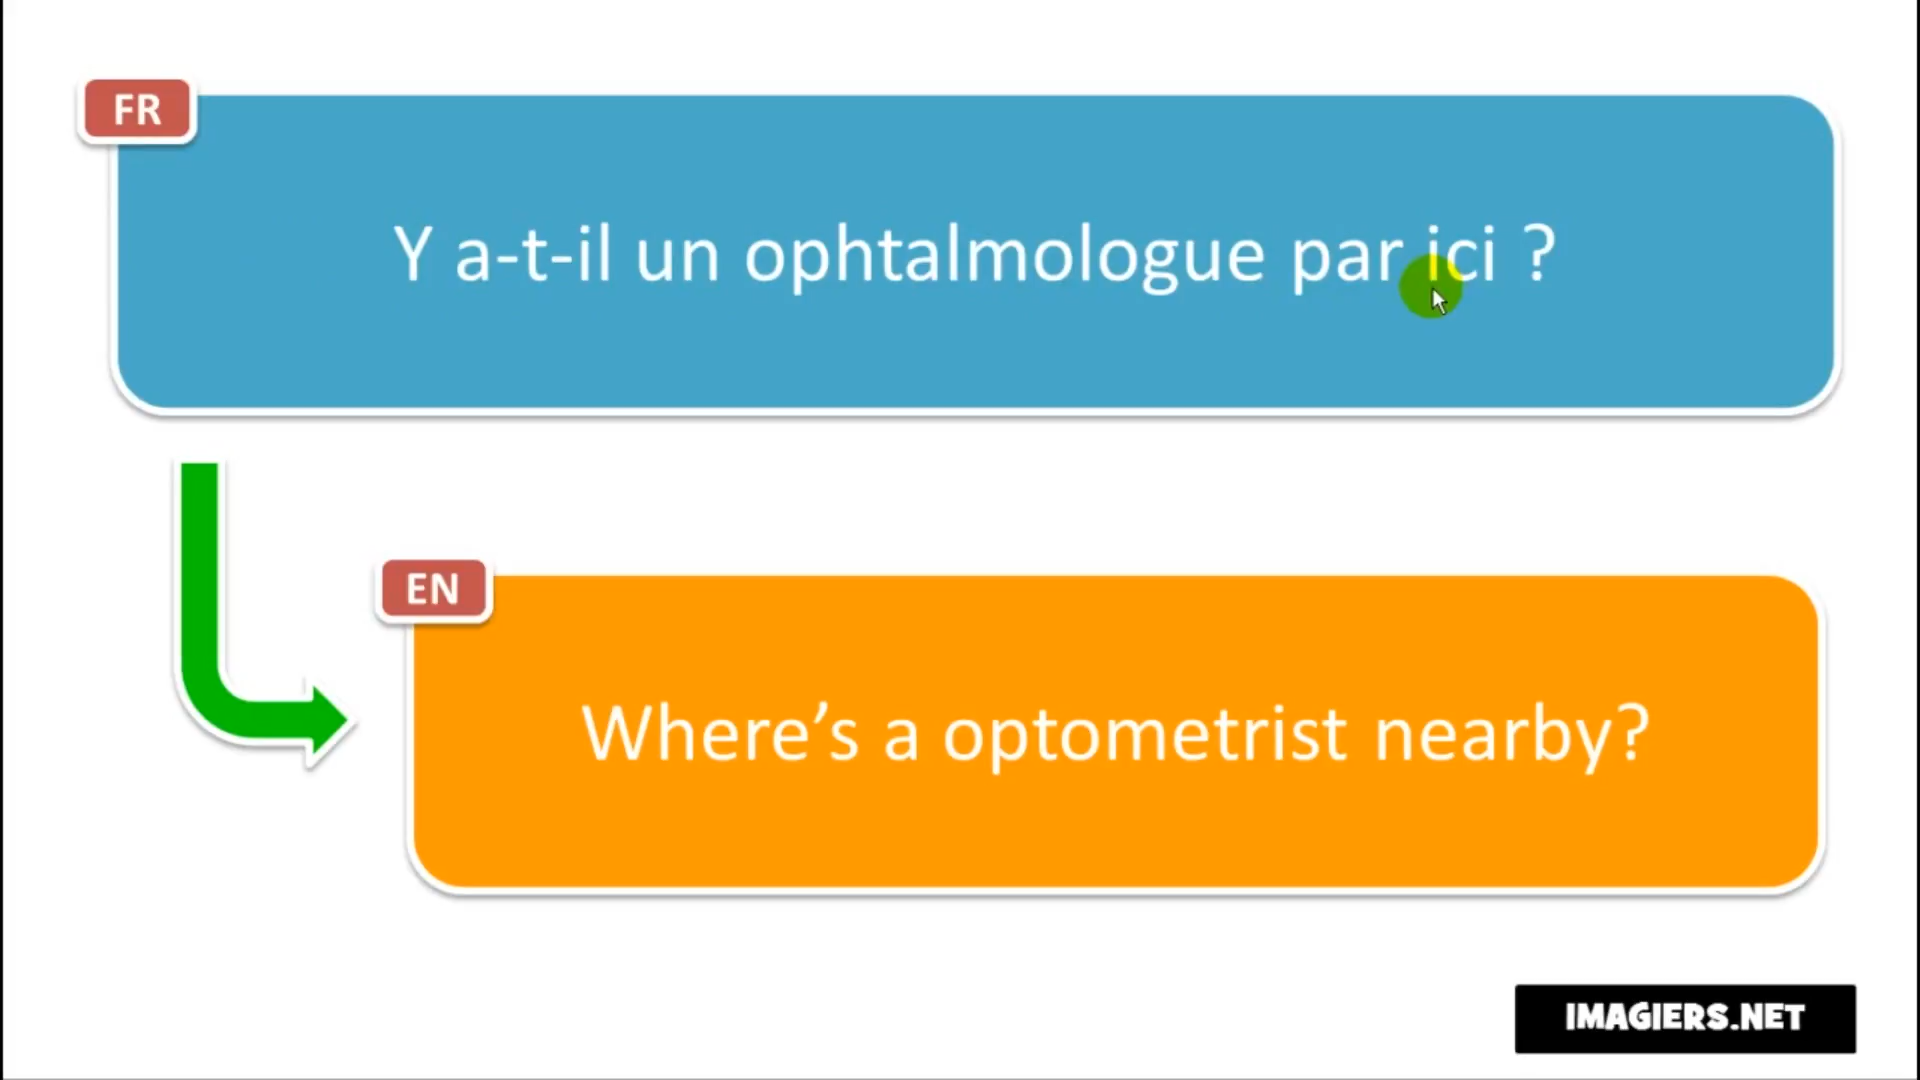 FR
Y a-t-il un ophtalmologue par ici ?
EN
Where’s a optometrist nearby?
IMAGIERS.NET